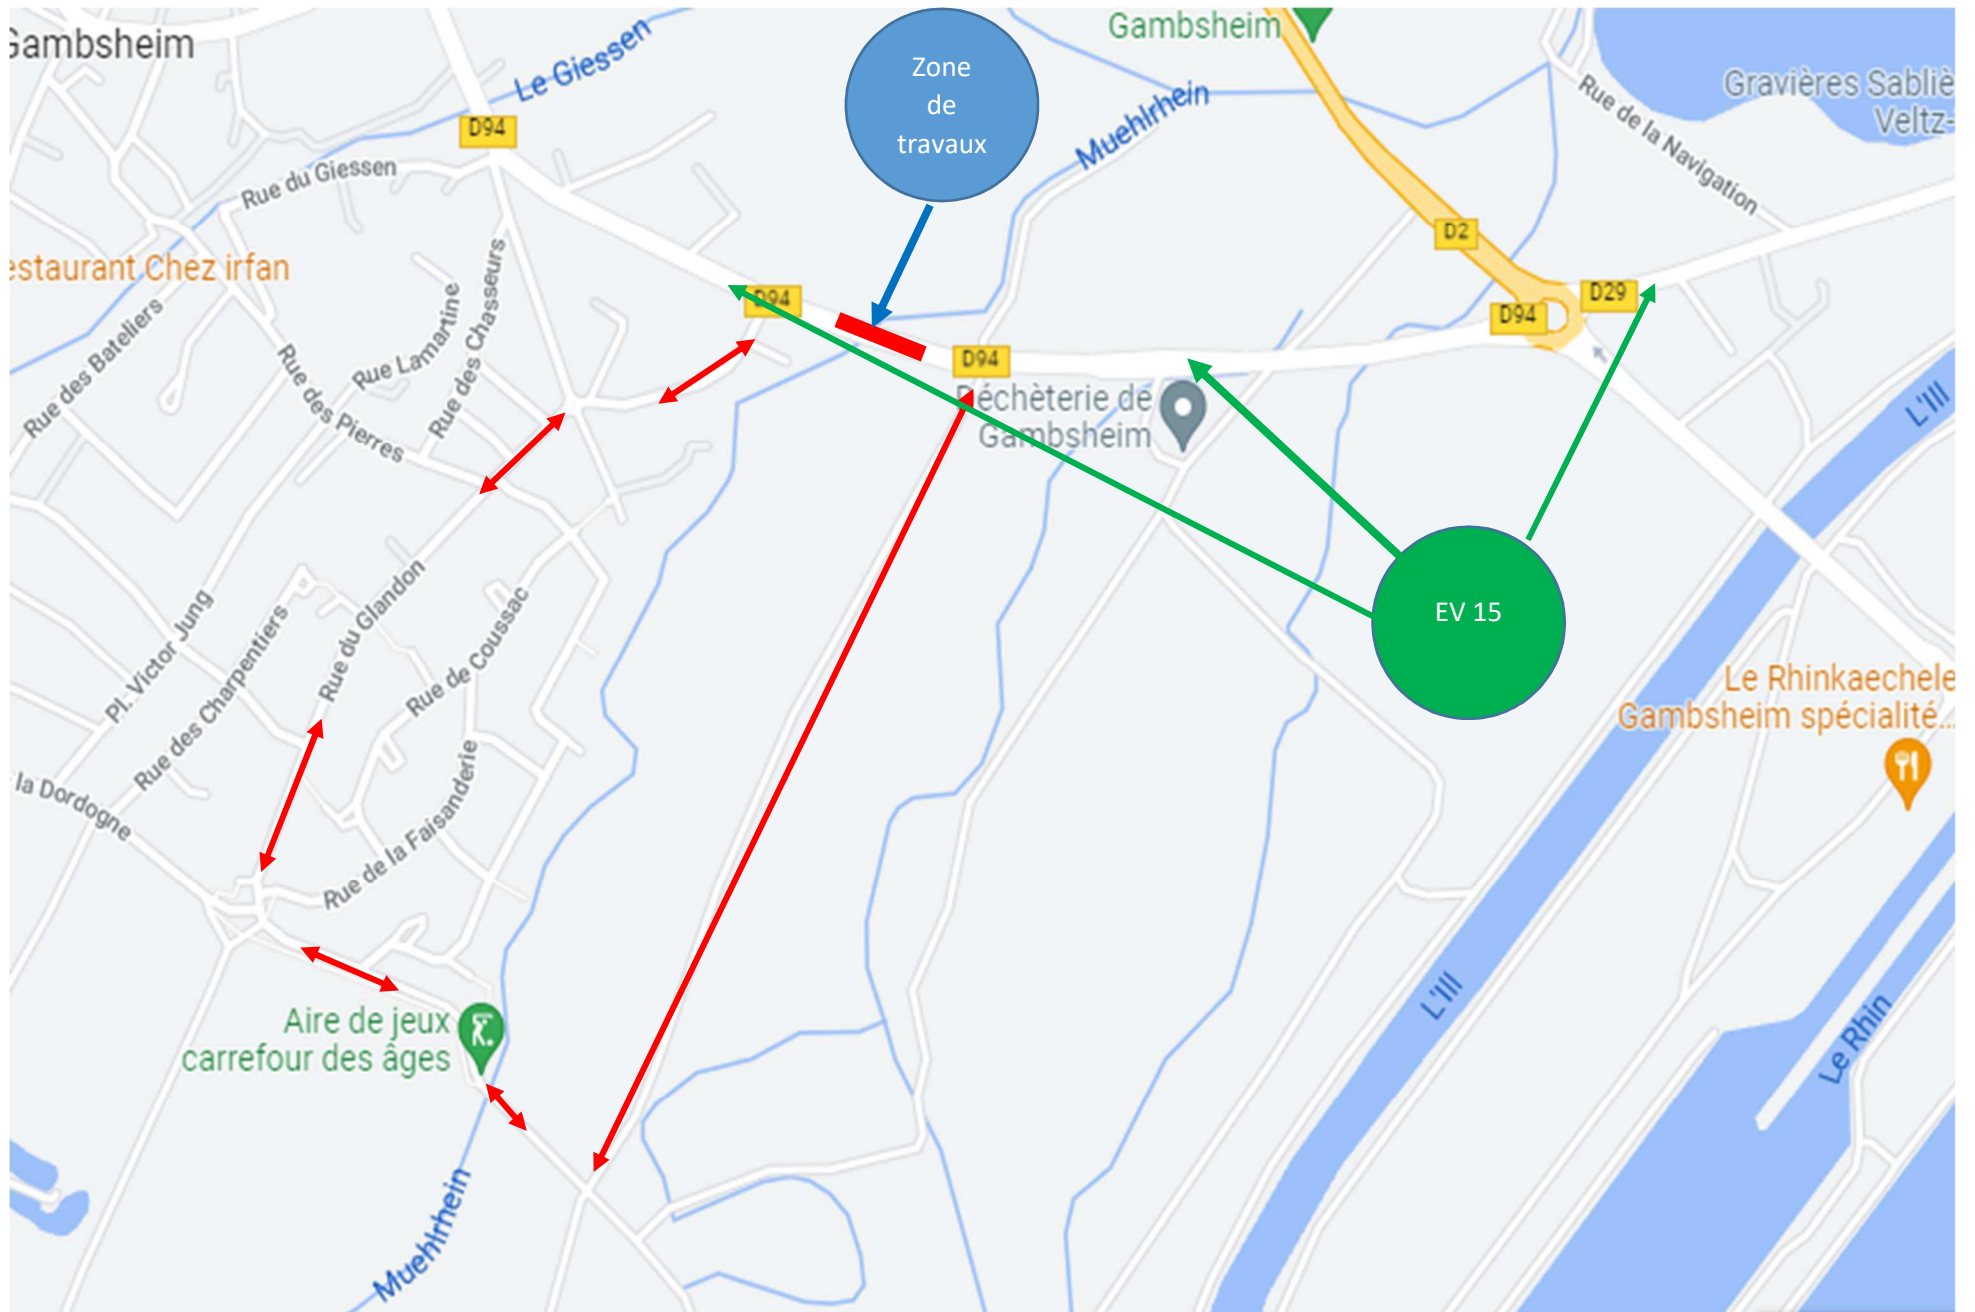 Gambsheim
Gambsheim
Le Giessen
Zone
de
travaux
Gravières Sabliè
Veltz-
D94
Muehlrhein
Rue de la Navigation
Rue du Giessen
D2
estaurant Chez irfan
Rue des Chasseurs
Rue Lamartine
D94
D29
D94
Rue des Bateliers
Rue des Pierres
D94
Déchèterie de
Gambsheim
L'Ill
EV 15
Rue du Glandon
Rue de Coussac
Pl. Victor Jung
Rue des Charpentiers
Le Rhinkaechele
Gambsheim spécialité...
la Dordogne
Rue de la Faisanderie
L'Ill
Aire de jeux
carrefour des âges
Le Rhin
Muehlrhein